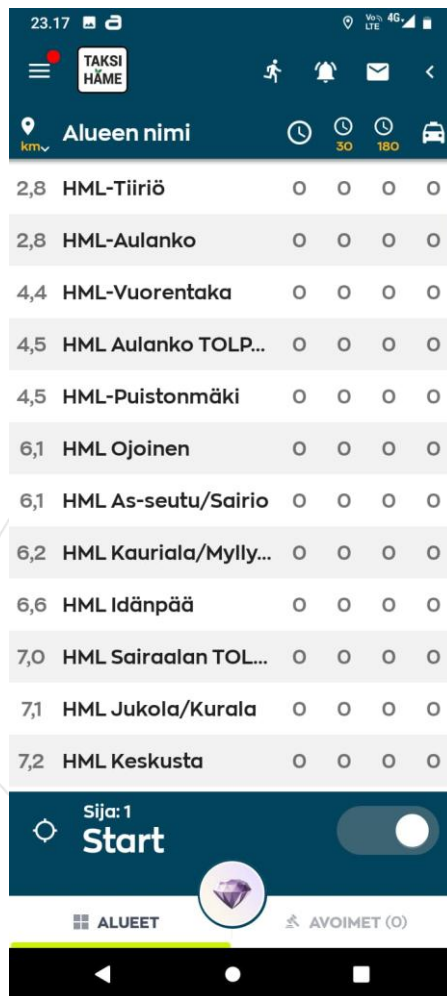 23.17 Vo)) LTE 4G
TAKSI HÄME
km Alueen nimi 30 180
2,8 HML-Tiiriö 0 0 0 0
2,8 HML-Aulanko 0 0 0 0
4,4 HML-Vuorentaka 0 0 0 0
4,5 HML Aulanko TOLP... 0 0 0 0
4,5 HML-Puistonmäki 0 0 0 0
6,1 HML Ojoinen 0 0 0 0
6,1 HML As-seutu/Sairio 0 0 0 0
6,2 HML Kauriala/Mylly... 0 0 0 0
6,6 HML Idänpää 0 0 0 0
7,0 HML Sairaalan TOL... 0 0 0 0
7,1 HML Jukola/Kurala 0 0 0 0
7,2 HML Keskusta 0 0 0 0
Sija: 1
Start
ALUEET AVOIMET (0)